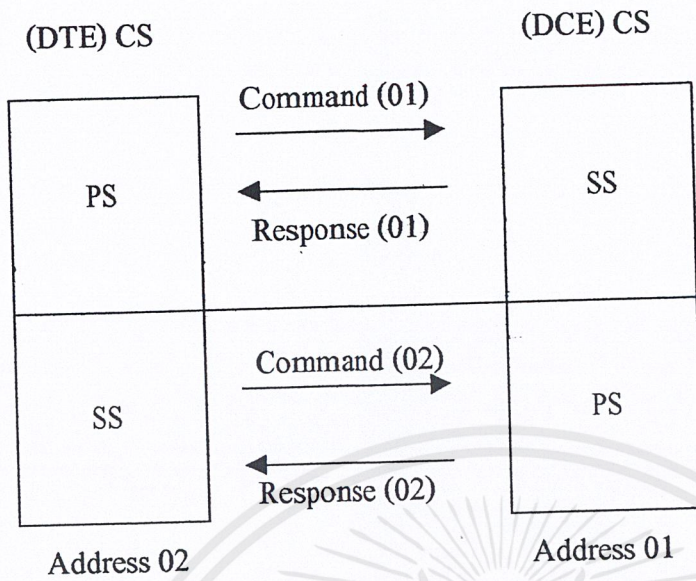 (DTE) CS
(DCE) CS
Command (01)
PS
SS
Response (01)
Command (02)
SS
PS
Response (02)
Address 02
Address 01